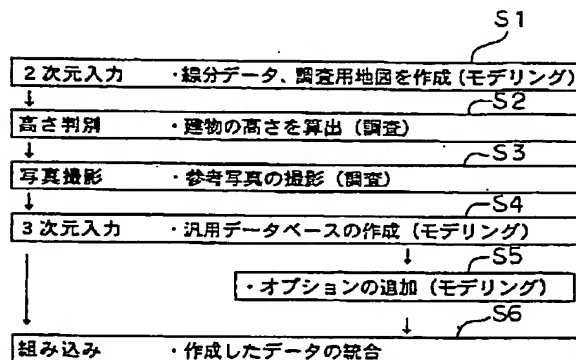 S1
2次元入力 ・線分データ、調査用地図を作成(モデリング)
↓ S2
高さ判別 ・建物の高さを算出(調査)
↓ S3
写真撮影 ・参考写真の撮影(調査)
↓ S4
3次元入力 ・汎用データベースの作成(モデリング)
↓ S5
・オプションの追加(モデリング)
↓ S6
組み込み ・作成したデータの統合